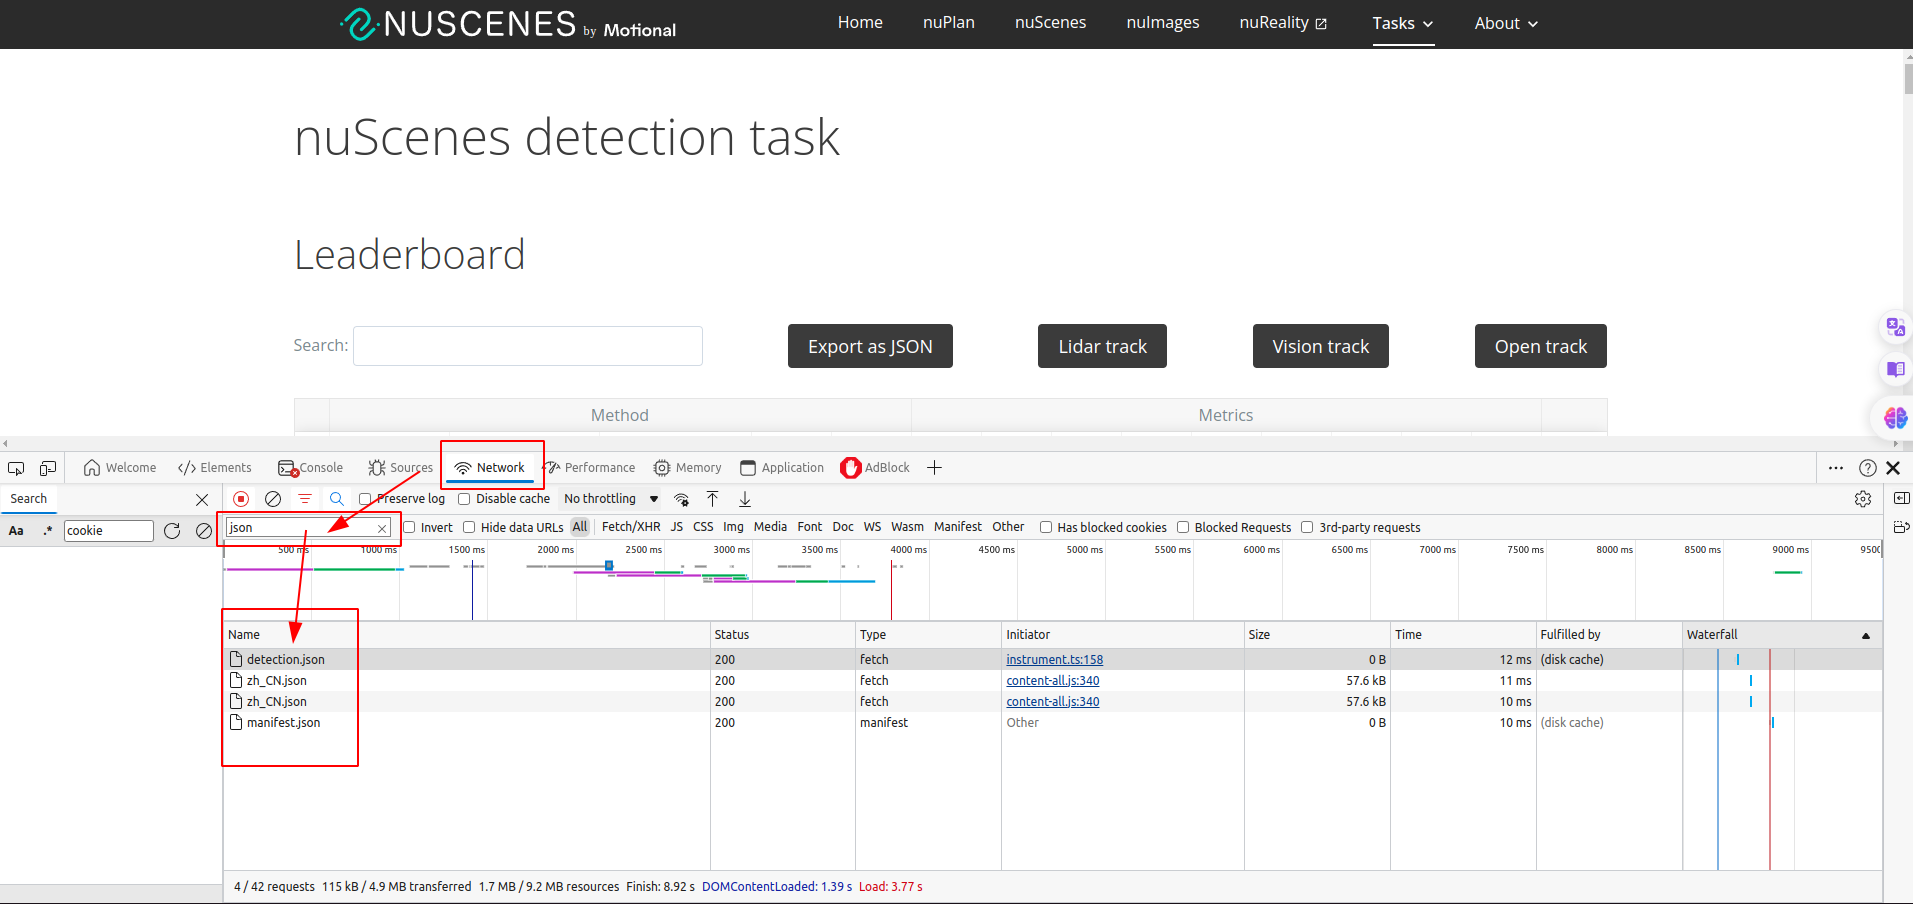 NUSCENES by Motional
Home nuPlan nuScenes nuImages nuReality Tasks About
nuScenes detection task
Leaderboard
Search: Export as JSON Lidar track Vision track Open track
Method Metrics
Welcome Elements Console Sources Network Performance Memory Application AdBlock
Search Preserve log Disable cache No throttling
Aa .* cookie json Invert Hide data URLs All Fetch/XHR JS CSS Img Media Font Doc WS Wasm Manifest Other Has blocked cookies Blocked Requests 3rd-party requests
500 ms 1000 ms 1500 ms 2000 ms 2500 ms 3000 ms 3500 ms 4000 ms 4500 ms 5000 ms 5500 ms 6000 ms 6500 ms 7000 ms 7500 ms 8000 ms 8500 ms 9000 ms 9500
Name Status Type Initiator Size Time Fulfilled by Waterfall
detection.json 200 fetch instrument.ts:158 0 B 12 ms (disk cache)
zh_CN.json 200 fetch content-all.js:340 57.6 kB 11 ms
zh_CN.json 200 fetch content-all.js:340 57.6 kB 10 ms
manifest.json 200 manifest Other 0 B 10 ms (disk cache)
4 / 42 requests 115 kB / 4.9 MB transferred 1.7 MB / 9.2 MB resources Finish: 8.92 s DOMContentLoaded: 1.39 s Load: 3.77 s